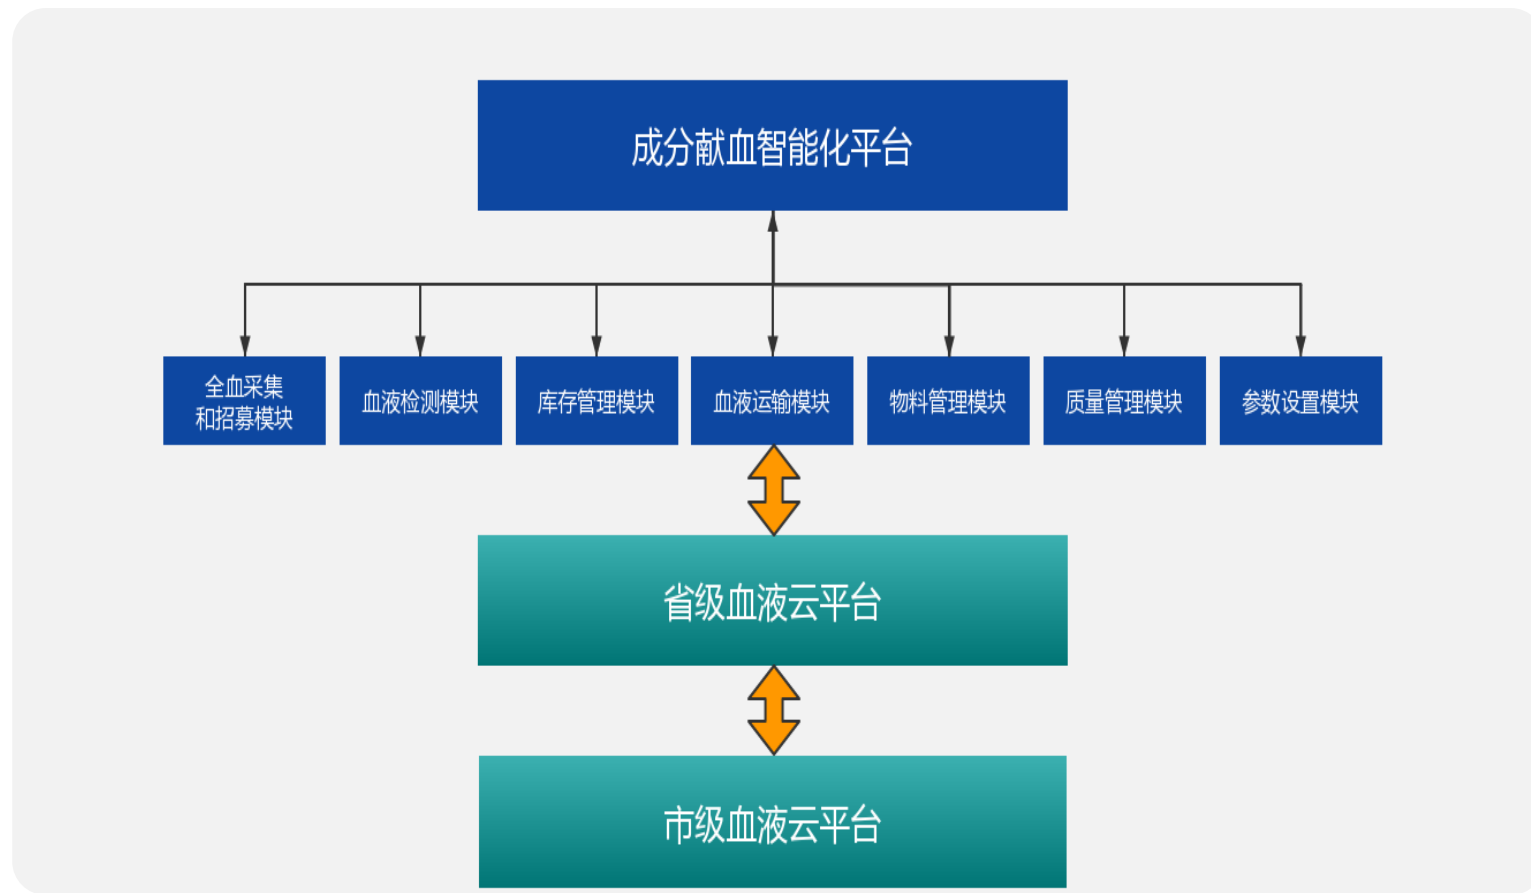 成分献血智能化平台
全血采集
和招募模块
血液检测模块
库存管理模块
血液运输模块
物料管理模块
质量管理模块
参数设置模块
省级血液云平台
市级血液云平台